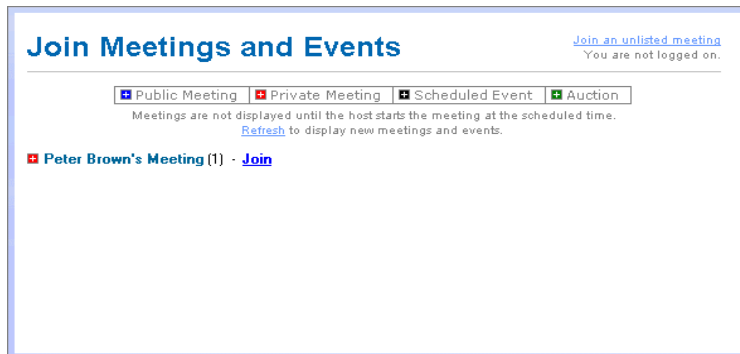 Join Meetings and Events
Join an unlisted meeting
You are not logged on.
Public Meeting Private Meeting Scheduled Event Auction
Meetings are not displayed until the host starts the meeting at the scheduled time.
Refresh to display new meetings and events.
Peter Brown's Meeting (1) - Join